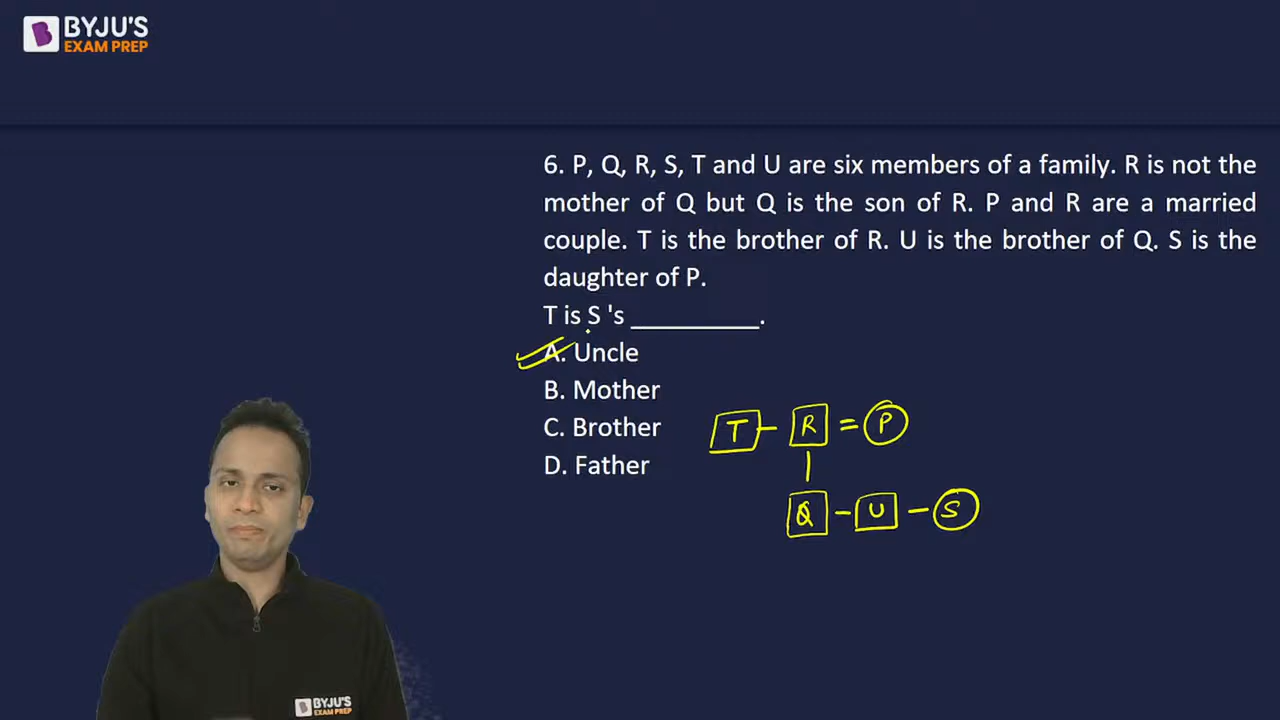 BYJU'S
EXAM PREP
6. P, Q, R, S, T and U are six members of a family. R is not the
mother of Q but Q is the son of R. P and R are a married
couple. T is the brother of R. U is the brother of Q. S is the
daughter of P.
T is S 's __________.
A. Uncle
B. Mother
C. Brother
D. Father
T - R = P
Q - U - S
BYJU'S
EXAM PREP